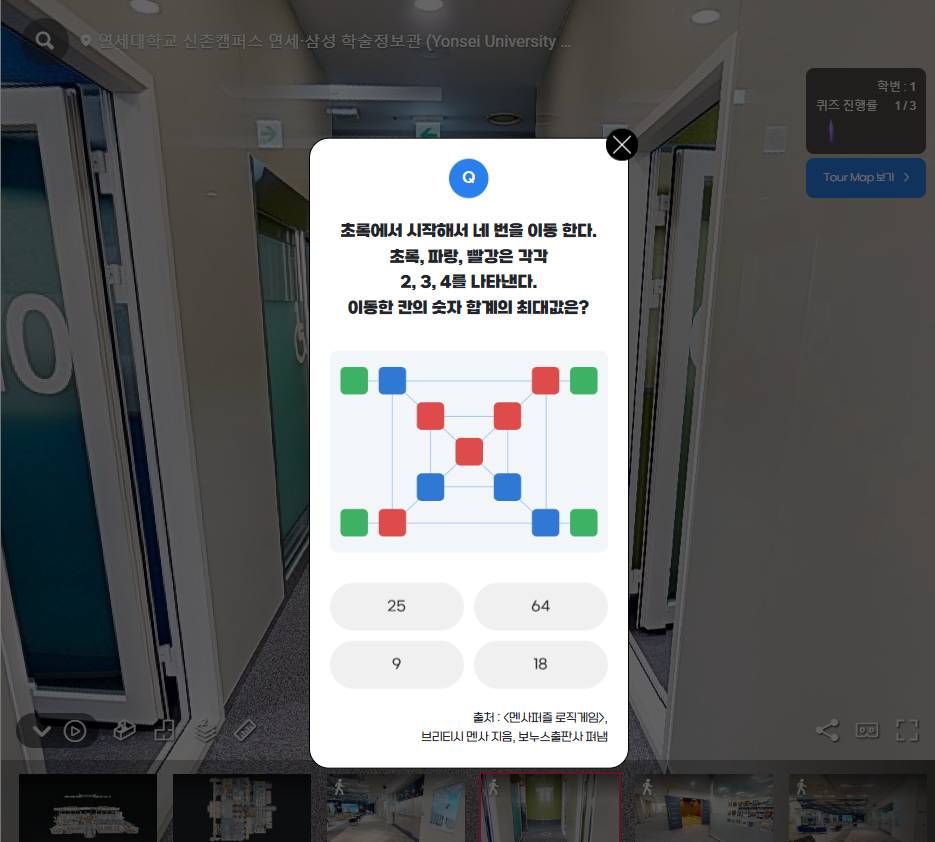 연세대학교 신촌캠퍼스 연세·삼성 학술정보관 (Yonsei University ...
학번 : 1
퀴즈 진행률 1 / 3
Tour Map 보기
Q
초록에서 시작해서 네 번을 이동 한다.
초록, 파랑, 빨강은 각각
2, 3, 4를 나타낸다.
이동한 칸의 숫자 합계의 최대값은?
25
64
9
18
출처 : <멘사퍼즐 로직게임>,
브리티시 멘사 지음, 보누스출판사 펴냄